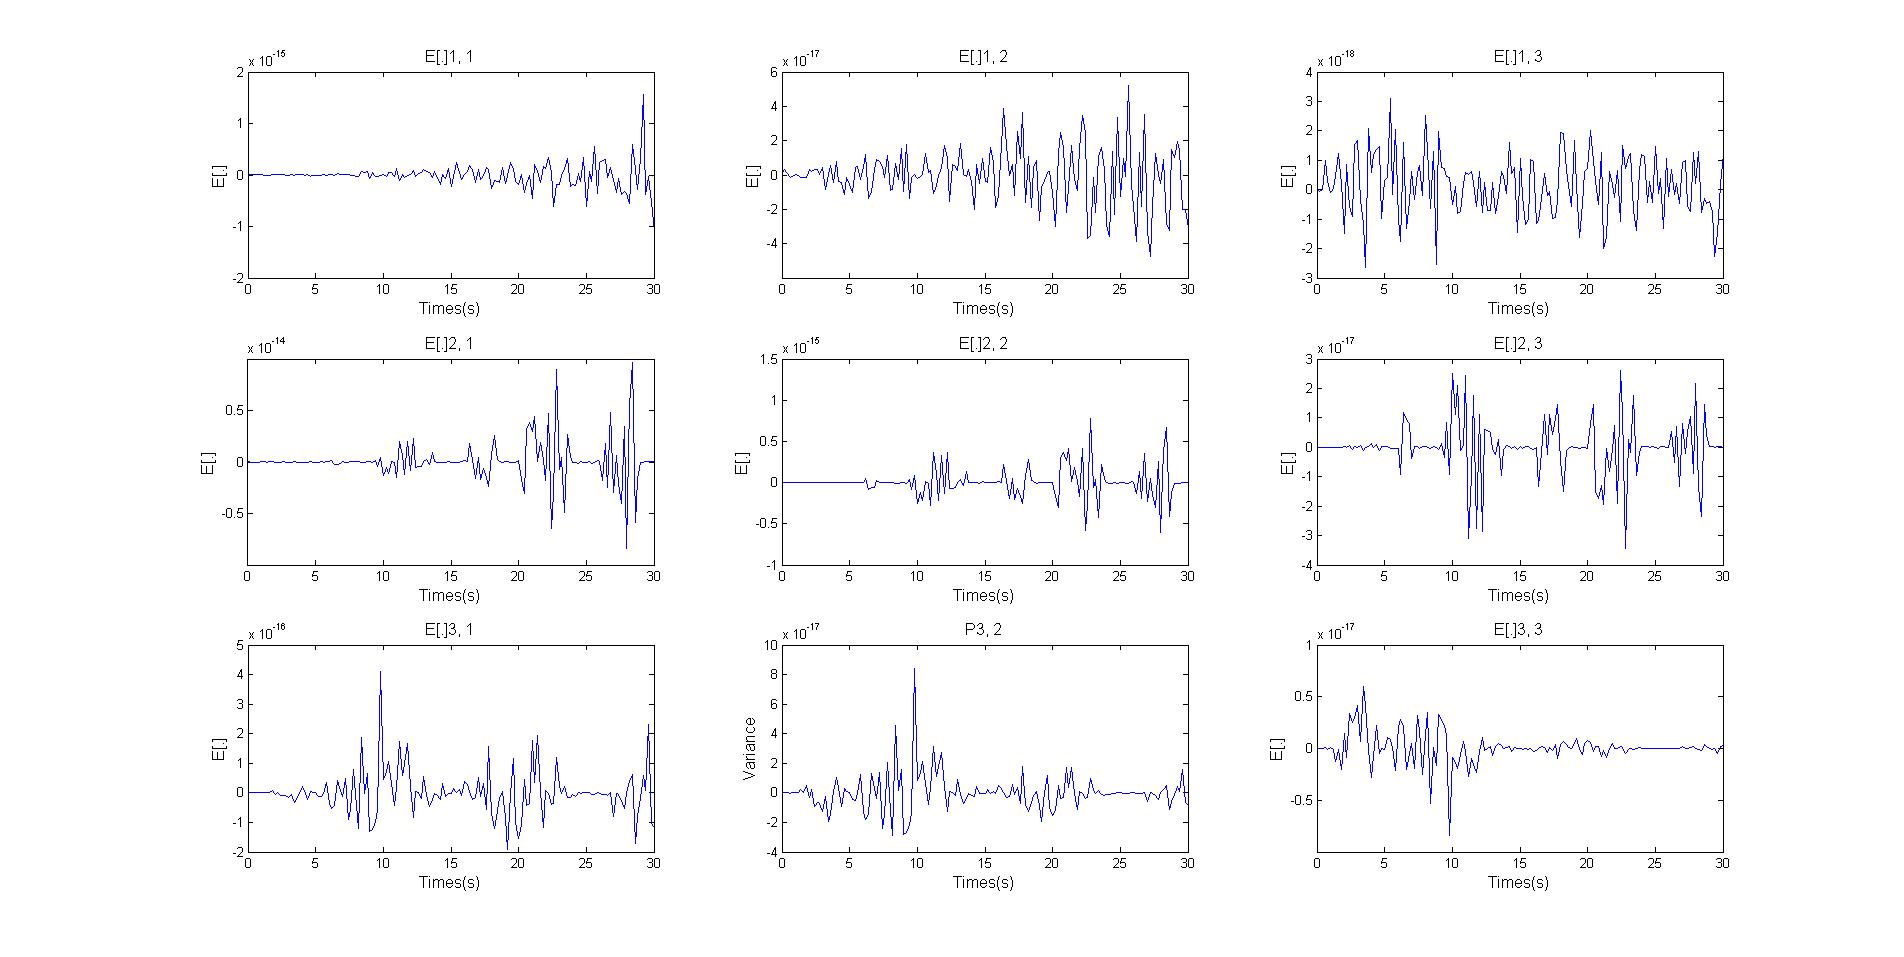 x 10-15
E[.]1, 1
2
1
0
-1
-2
E[.]
0 5 10 15 20 25 30
Times(s)
x 10-17
E[.]1, 2
6
4
2
0
-2
-4
E[.]
0 5 10 15 20 25 30
Times(s)
x 10-18
E[.]1, 3
4
3
2
1
0
-1
-2
-3
E[.]
0 5 10 15 20 25 30
Times(s)
x 10-14
E[.]2, 1
0.5
0
-0.5
E[.]
0 5 10 15 20 25 30
Times(s)
x 10-15
E[.]2, 2
1.5
1
0.5
0
-0.5
-1
E[.]
0 5 10 15 20 25 30
Times(s)
x 10-17
E[.]2, 3
3
2
1
0
-1
-2
-3
-4
E[.]
0 5 10 15 20 25 30
Times(s)
x 10-16
E[.]3, 1
5
4
3
2
1
0
-1
-2
E[.]
0 5 10 15 20 25 30
Times(s)
x 10-17
P3, 2
10
8
6
4
2
0
-2
-4
Variance
0 5 10 15 20 25 30
Times(s)
x 10-17
E[.]3, 3
1
0.5
0
-0.5
E[.]
0 5 10 15 20 25 30
Times(s)